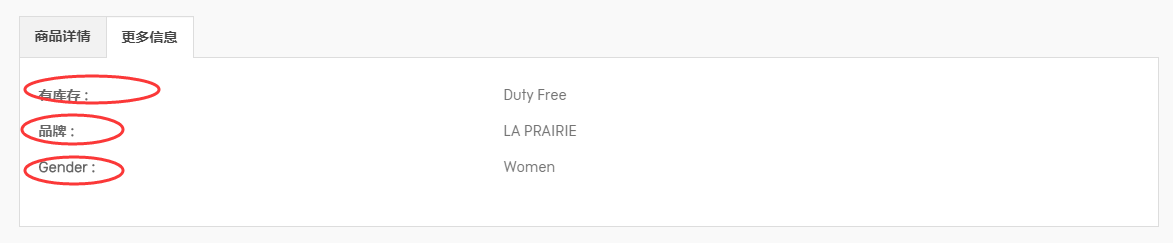 商品详情 更多信息
有库存 : Duty Free
品牌 : LA PRAIRIE
Gender : Women